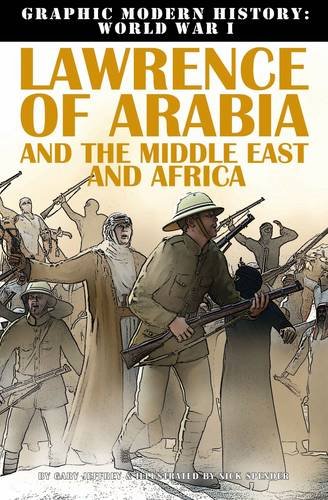 GRAPHIC MODERN HISTORY:
WORLD WAR I
LAWRENCE
OF ARABIA
AND THE MIDDLE EAST
AND AFRICA
BY GARY JEFFREY & ILLUSTRATED BY NICK SPENDER